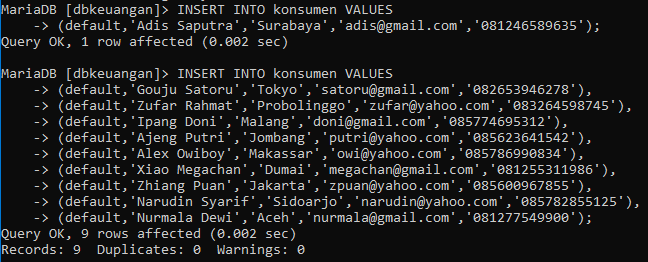 MariaDB [dbkeuangan]> INSERT INTO konsumen VALUES
    -> (default,'Adis Saputra','Surabaya','adis@gmail.com','081246589635');
Query OK, 1 row affected (0.002 sec)

MariaDB [dbkeuangan]> INSERT INTO konsumen VALUES
    -> (default,'Gouju Satoru','Tokyo','satoru@gmail.com','082653946278'),
    -> (default,'Zufar Rahmat','Probolinggo','zufar@yahoo.com','083264598745'),
    -> (default,'Ipang Doni','Malang','doni@gmail.com','085774695312'),
    -> (default,'Ajeng Putri','Jombang','putri@yahoo.com','085623641542'),
    -> (default,'Alex Owiboy','Makassar','owi@yahoo.com','085786990834'),
    -> (default,'Xiao Megachan','Dumai','megachan@gmail.com','081255311986'),
    -> (default,'Zhiang Puan','Jakarta','zpuan@yahoo.com','085600967855'),
    -> (default,'Narudin Syarif','Sidoarjo','narudin@yahoo.com','085782855125'),
    -> (default,'Nurmala Dewi','Aceh','nurmala@gmail.com','081277549900');
Query OK, 9 rows affected (0.002 sec)
Records: 9  Duplicates: 0  Warnings: 0